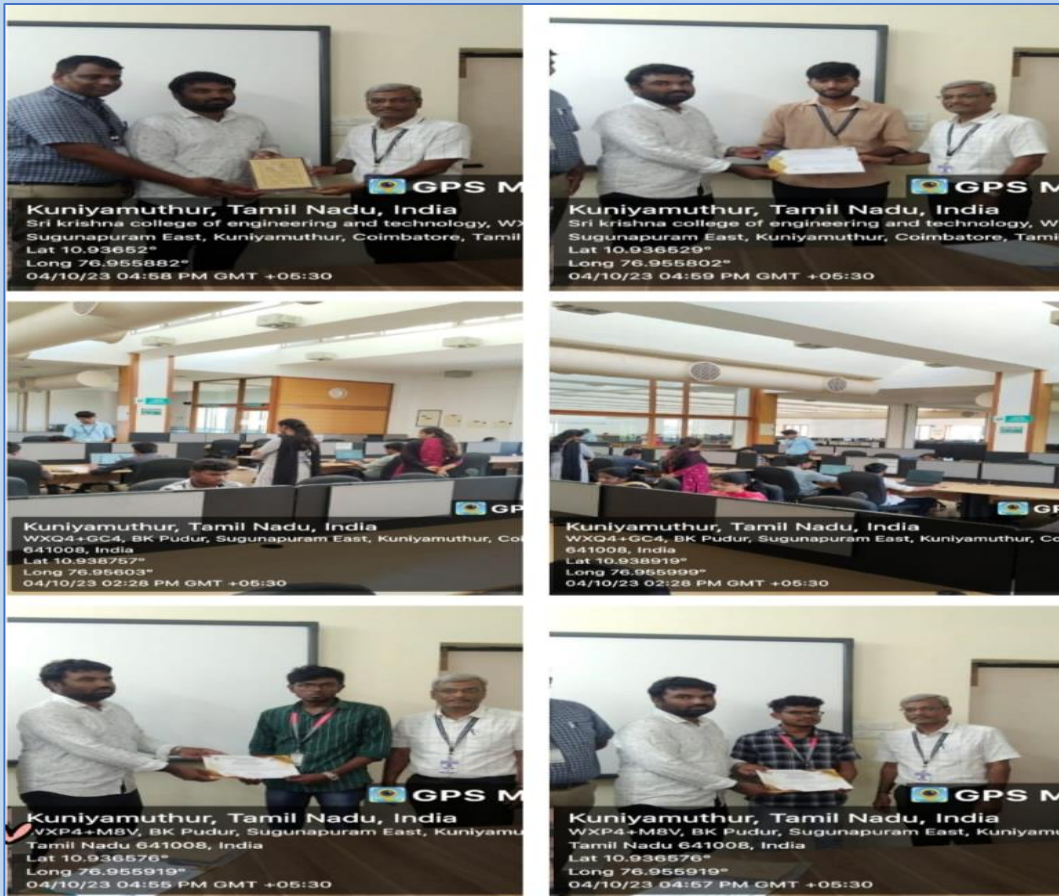 GPS M
Kuniyamuthur, Tamil Nadu, India
Sri krishna college of engineering and technology, WX
Sugunapuram East, Kuniyamuthur, Coimbatore, Tamil
Lat 10.93652°
Long 76.955882°
04/10/23 04:58 PM GMT +05:30
GPS M
Kuniyamuthur, Tamil Nadu, India
Sri krishna college of engineering and technology, W
Sugunapuram East, Kuniyamuthur, Coimbatore, Tami
Lat 10.936529°
Long 76.955802°
04/10/23 04:59 PM GMT +05:30
GP
Kuniyamuthur, Tamil Nadu, India
WXQ4+GC4, BK Pudur, Sugunapuram East, Kuniyamuthur, Coi
641008, India
Lat 10.938757°
Long 76.95603°
04/10/23 02:28 PM GMT +05:30
GP
Kuniyamuthur, Tamil Nadu, India
WXQ4+GC4, BK Pudur, Sugunapuram East, Kuniyamuthur, Co
641008, India
Lat 10.938919°
Long 76.955999°
04/10/23 02:28 PM GMT +05:30
GPS M
Kuniyamuthur, Tamil Nadu, India
WXP4+M8V, BK Pudur, Sugunapuram East, Kuniyamu
Tamil Nadu 641008, India
Lat 10.936576°
Long 76.955919°
04/10/23 04:55 PM GMT +05:30
GPS M
Kuniyamuthur, Tamil Nadu, India
WXP4+M8V, BK Pudur, Sugunapuram East, Kuniyamu
Tamil Nadu 641008, India
Lat 10.936576°
Long 76.955919°
04/10/23 04:57 PM GMT +05:30